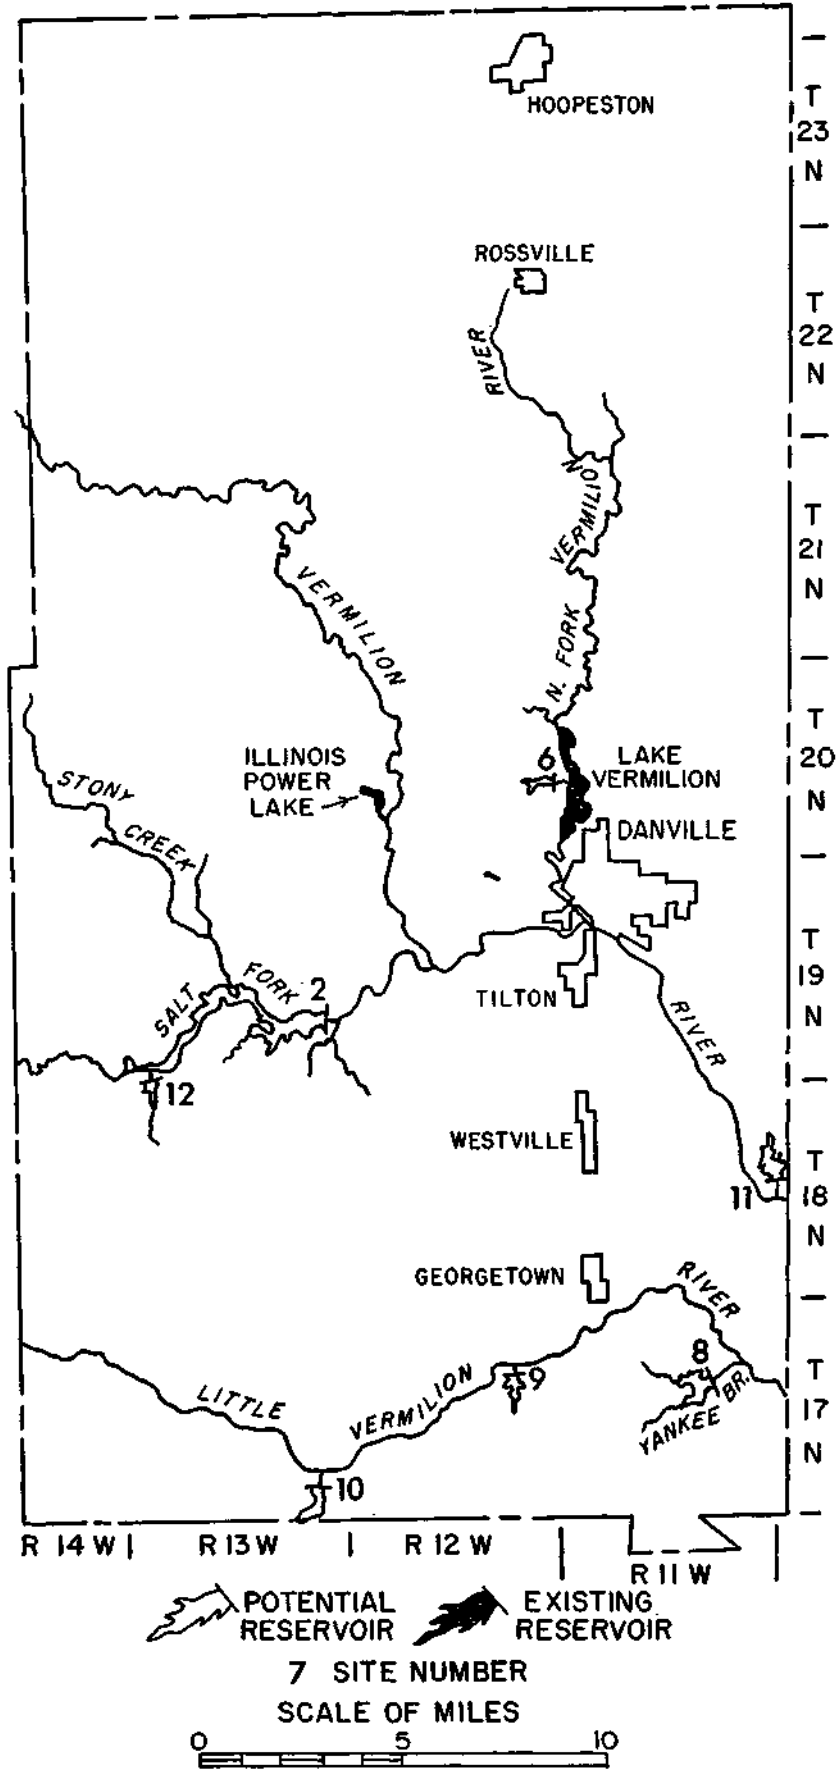 HOOPESTON
T
23
N
ROSSVILLE
T
22
N
RIVER
N. FORK VERMILION
T
21
N
VERMILION
T
20
N
ILLINOIS
POWER
LAKE
6
LAKE
VERMILION
STONY CREEK
DANVILLE
T
19
N
SALT FORK
2
TILTON
RIVER
12
WESTVILLE
T
18
N
11
GEORGETOWN
RIVER
T
17
N
8
9
YANKEE BR.
LITTLE VERMILION
10
R 14 W
R 13 W
R 12 W
R 11 W
POTENTIAL
RESERVOIR
EXISTING
RESERVOIR
7 SITE NUMBER
SCALE OF MILES
0 5 10